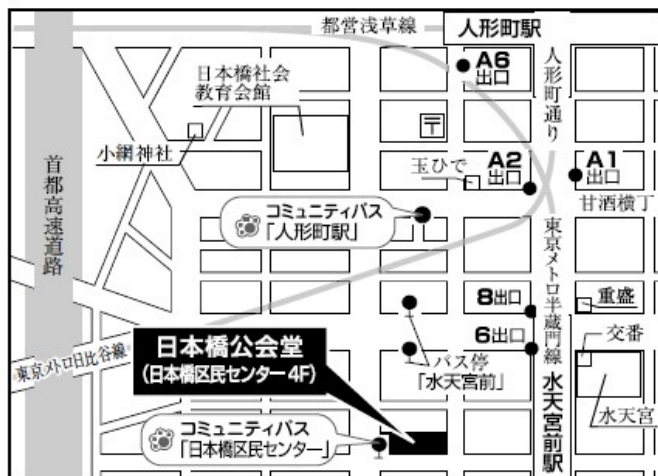 都営浅草線
人形町駅
A6
出口
人形町通り
日本橋社会
教育会館
〒
小網神社
首都高速道路
玉ひで
A2
出口
A1
出口
甘酒横丁
コミュニティバス
「人形町駅」
東京メトロ半蔵門線
8出口
重盛
6出口
交番
東京メトロ日比谷線
日本橋公会堂
(日本橋区民センター4F)
バス停
「水天宮前」
水天宮前駅
水天宮
コミュニティバス
「日本橋区民センター」